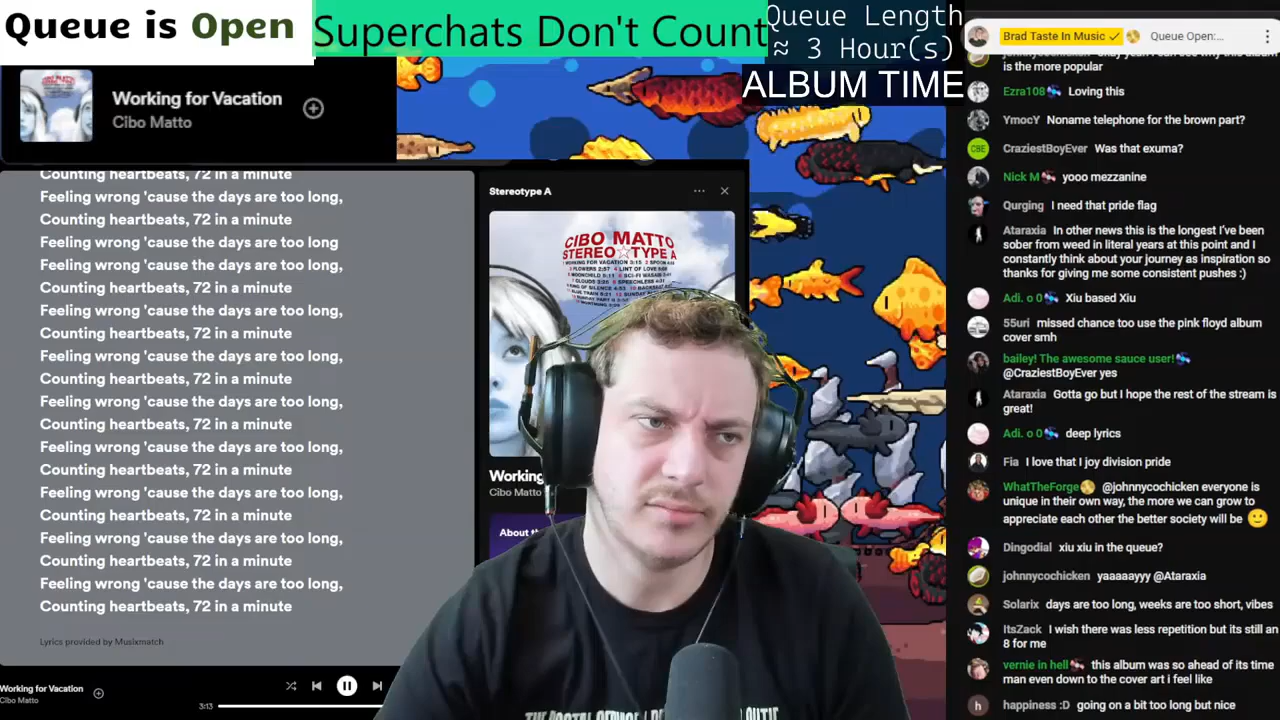 Queue is Open
Superchats Don't Count
Queue Length
≈ 3 Hour(s)
ALBUM TIME
Working for Vacation
Cibo Matto
Counting heartbeats, 72 in a minute
Feeling wrong 'cause the days are too long,
Counting heartbeats, 72 in a minute
Feeling wrong 'cause the days are too long
Feeling wrong 'cause the days are too long,
Counting heartbeats, 72 in a minute
Feeling wrong 'cause the days are too long,
Counting heartbeats, 72 in a minute
Feeling wrong 'cause the days are too long,
Counting heartbeats, 72 in a minute
Feeling wrong 'cause the days are too long,
Counting heartbeats, 72 in a minute
Feeling wrong 'cause the days are too long,
Counting heartbeats, 72 in a minute
Feeling wrong 'cause the days are too long,
Counting heartbeats, 72 in a minute
Feeling wrong 'cause the days are too long,
Counting heartbeats, 72 in a minute
Feeling wrong 'cause the days are too long,
Counting heartbeats, 72 in a minute
Lyrics provided by Musixmatch
Working for Vacation
Cibo Matto
3:13
Stereotype A
CIBO MATTO
STEREO☆TYPE A
Working
Cibo Matto
About th
Brad Taste In Music
Queue Open:...
is the more popular
Ezra108 Loving this
YmocY Noname telephone for the brown part?
CBE
CraziestBoyEver Was that exuma?
Nick M yooo mezzanine
Qurging I need that pride flag
Ataraxia In other news this is the longest I've been
sober from weed in literal years at this point and I
constantly think about your journey as inspiration so
thanks for giving me some consistent pushes :)
Adi. o 0 Xiu based Xiu
55uri missed chance too use the pink floyd album
cover smh
bailey! The awesome sauce user!
@CraziestBoyEver yes
Ataraxia Gotta go but I hope the rest of the stream is
great!
Adi. o 0 deep lyrics
Fia I love that I joy division pride
WhatTheForge @johnnycochicken everyone is
unique in their own way, the more we can grow to
appreciate each other the better society will be 🙂
Dingodial xiu xiu in the queue?
johnnycochicken yaaaaayyy @Ataraxia
Solarix days are too long, weeks are too short, vibes
ItsZack I wish there was less repetition but its still an
8 for me
vernie in hell this album was so ahead of its time
man even down to the cover art i feel like
h
happiness :D going on a bit too long but nice